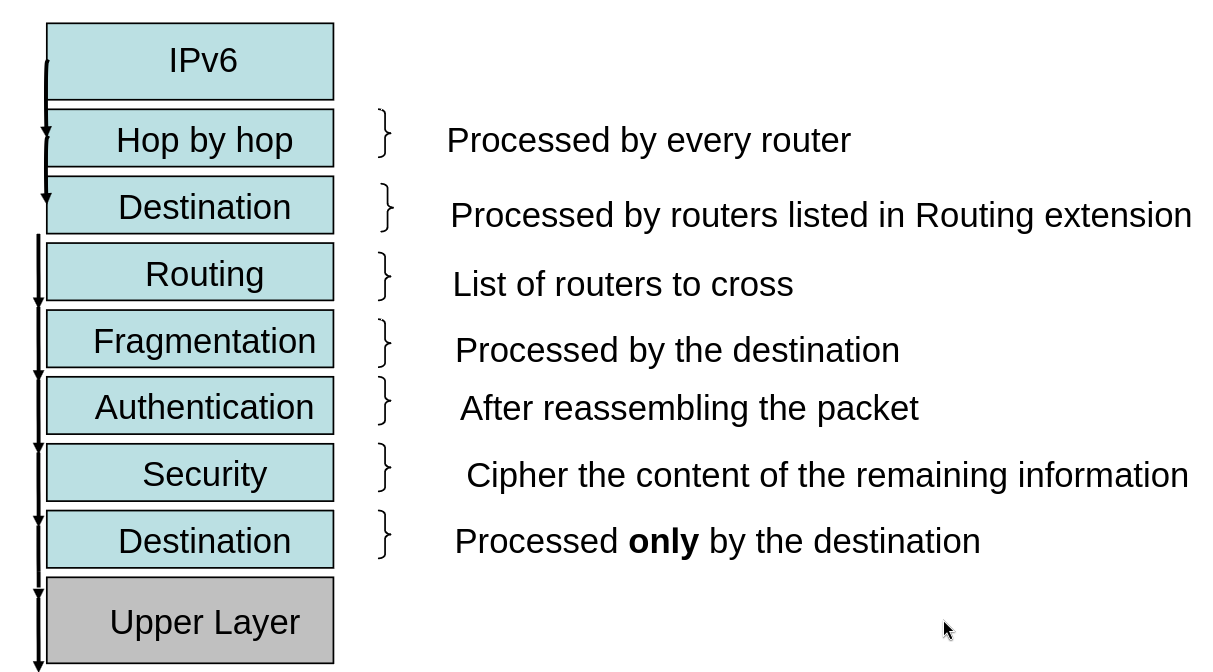 IPv6
Hop by hop Processed by every router
Destination Processed by routers listed in Routing extension
Routing List of routers to cross
Fragmentation Processed by the destination
Authentication After reassembling the packet
Security Cipher the content of the remaining information
Destination Processed only by the destination
Upper Layer